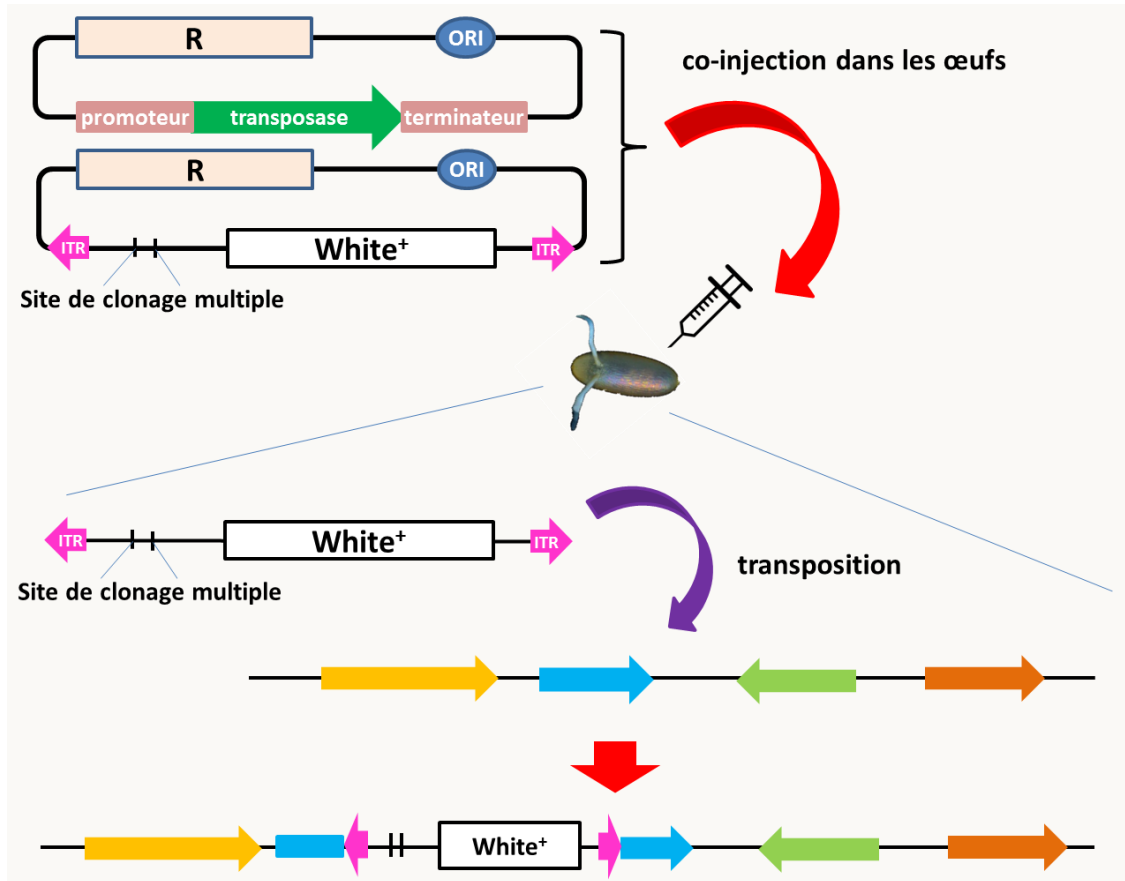 R
ORI
co-injection dans les œufs
promoteur
transposase
terminateur
R
ORI
ITR
White+
ITR
Site de clonage multiple
ITR
White+
ITR
Site de clonage multiple
transposition
White+